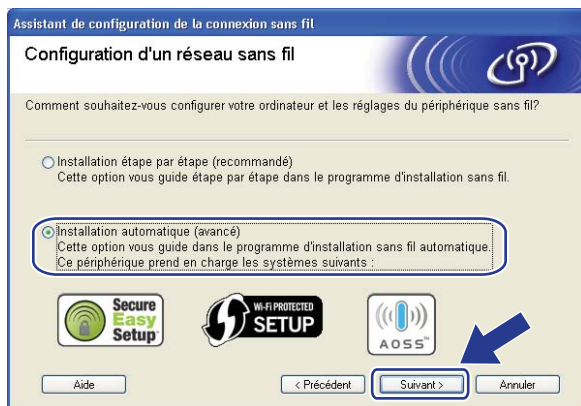 Assistant de configuration de la connexion sans fil
Configuration d'un réseau sans fil
Comment souhaitez-vous configurer votre ordinateur et les réglages du périphérique sans fil?
Installation étape par étape (recommandé)
Cette option vous guide étape par étape dans le programme d'installation sans fil.
Installation automatique (avancé)
Cette option vous guide dans le programme d'installation sans fil automatique.
Ce périphérique prend en charge les systèmes suivants :
Secure
Easy
Setup™
Wi-Fi PROTECTED
SETUP
AOSS™
Aide
< Précédent
Suivant >
Annuler